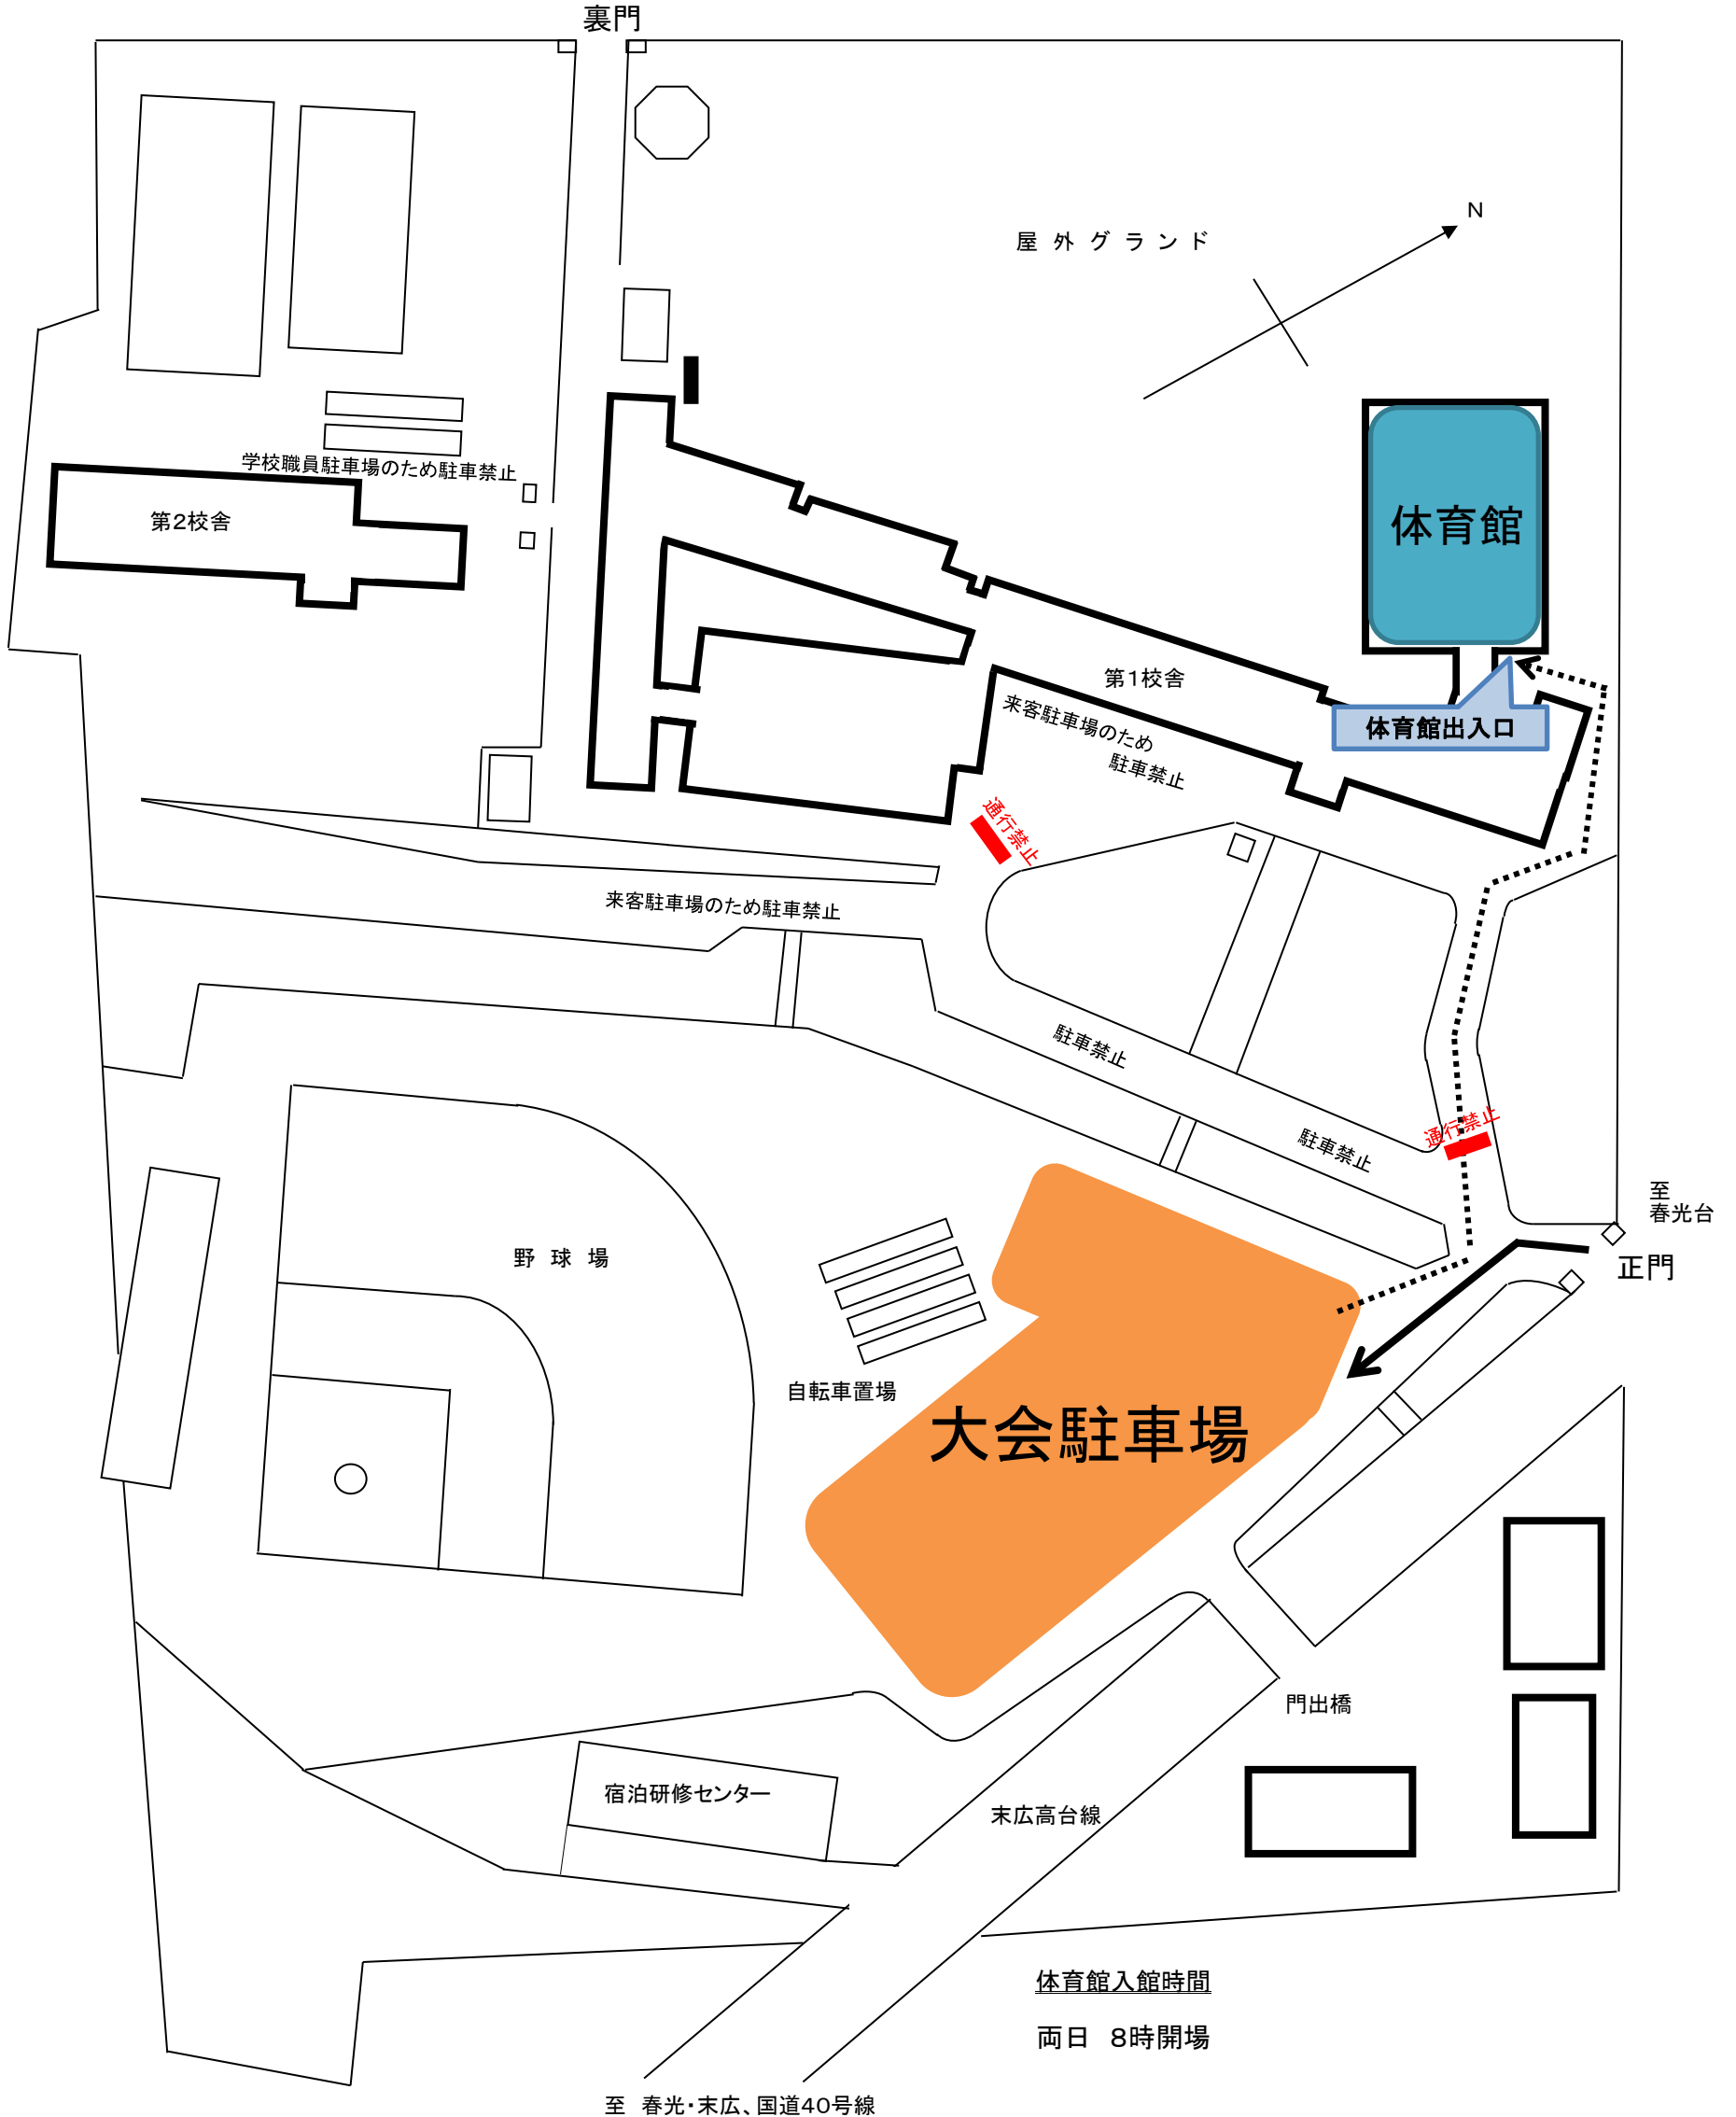 裏門
N
屋外グランド
学校職員駐車場のため駐車禁止
第2校舎
体育館
第1校舎
来客駐車場のため
駐車禁止
体育館出入口
通行禁止
来客駐車場のため駐車禁止
駐車禁止
通行禁止
駐車禁止
至
春光台
正門
野球場
自転車置場
大会駐車場
門出橋
宿泊研修センター
末広高台線
体育館入館時間
両日　8時開場
至　春光・末広、国道40号線